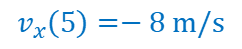 vₓ(5) =− 8 m/s